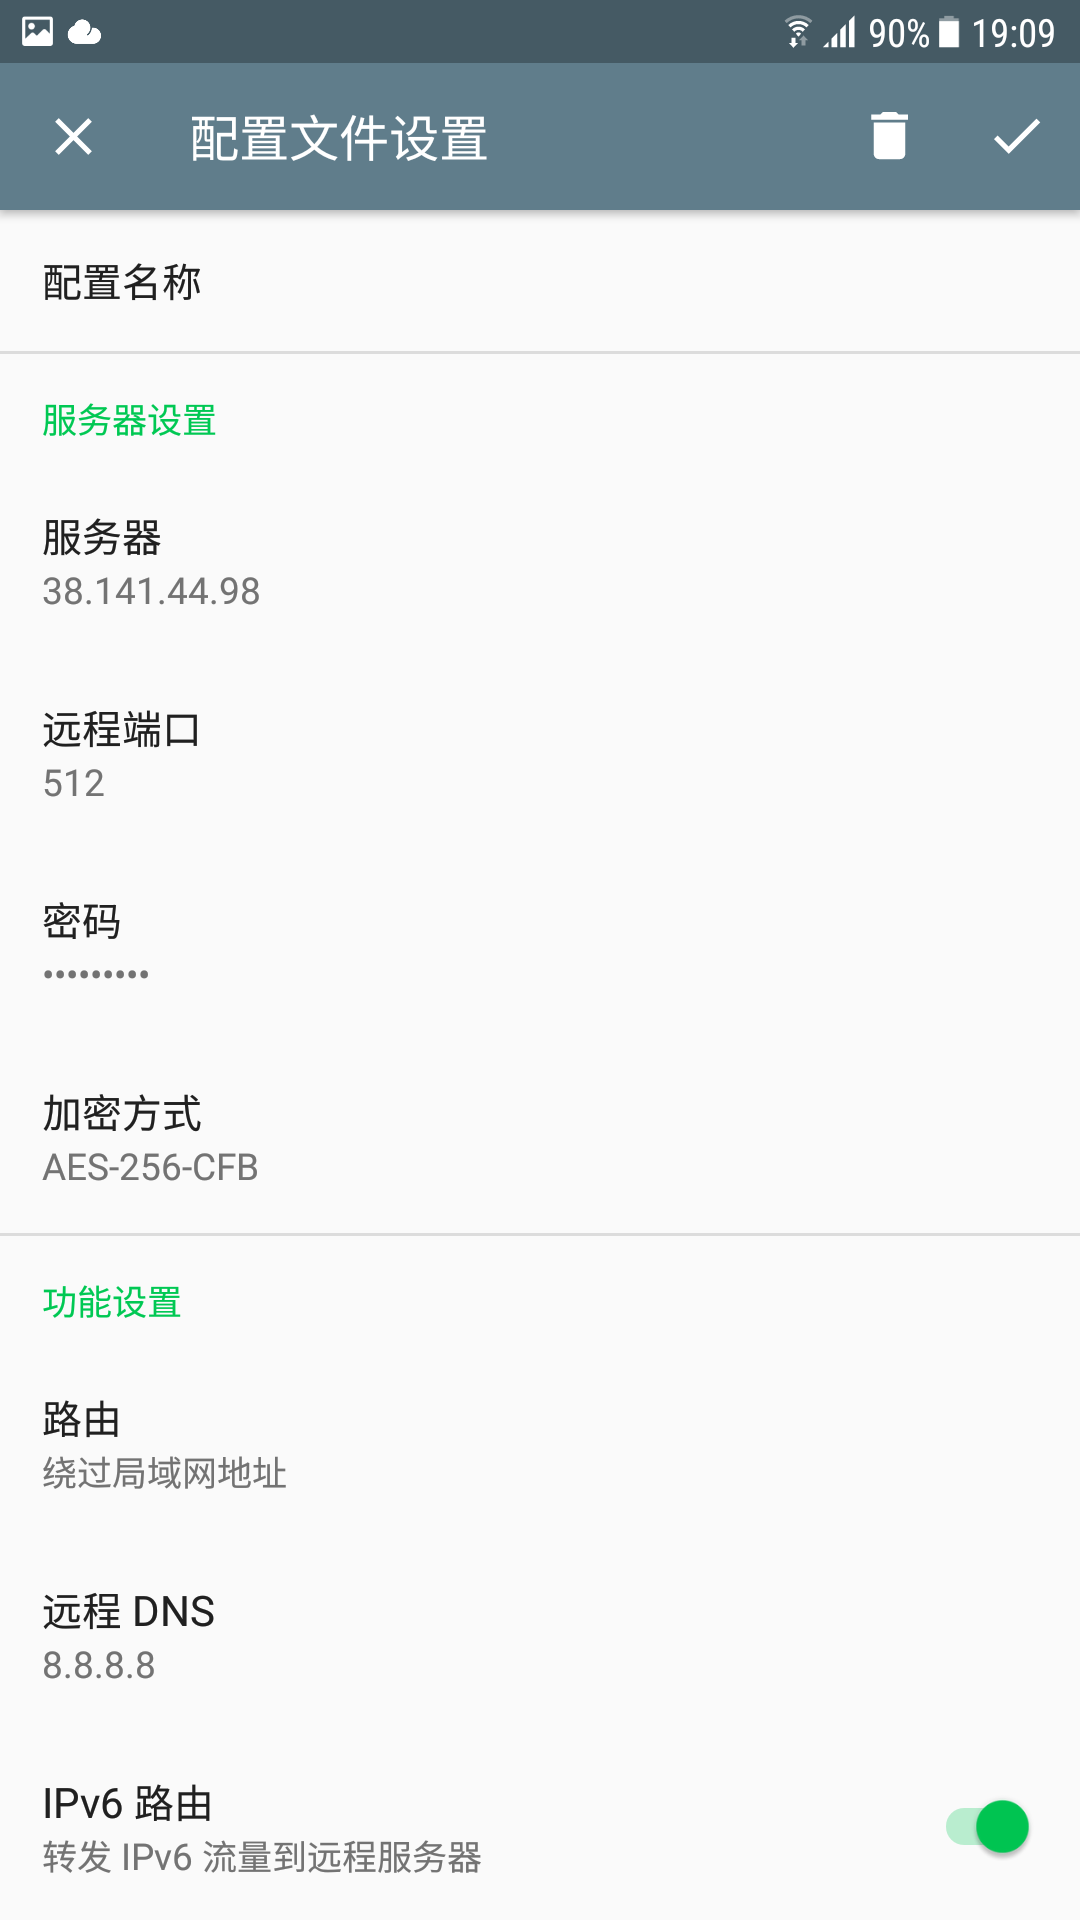 90% 19:09
配置文件设置
配置名称
服务器设置
服务器
38.141.44.98
远程端口
512
密码
•••••••••
加密方式
AES-256-CFB
功能设置
路由
绕过局域网地址
远程 DNS
8.8.8.8
IPv6 路由
转发 IPv6 流量到远程服务器